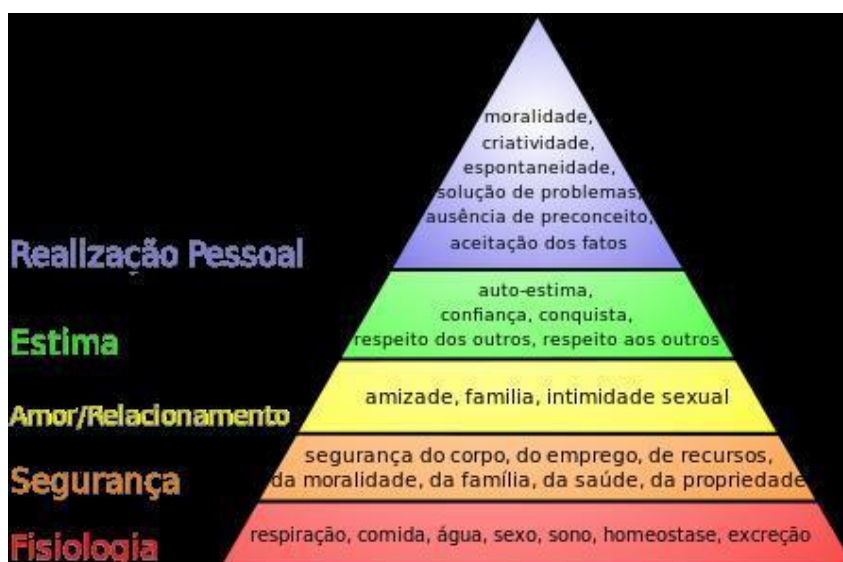 moralidade,
criatividade,
espontaneidade,
solução de problemas,
ausência de preconceito,
aceitação dos fatos
Realização Pessoal
auto-estima,
confiança, conquista,
respeito dos outros, respeito aos outros
Estima
amizade, familia, intimidade sexual
Amor/Relacionamento
segurança do corpo, do emprego, de recursos,
da moralidade, da família, da saúde, da propriedade
Segurança
respiração, comida, água, sexo, sono, homeostase, excreção
Fisiologia